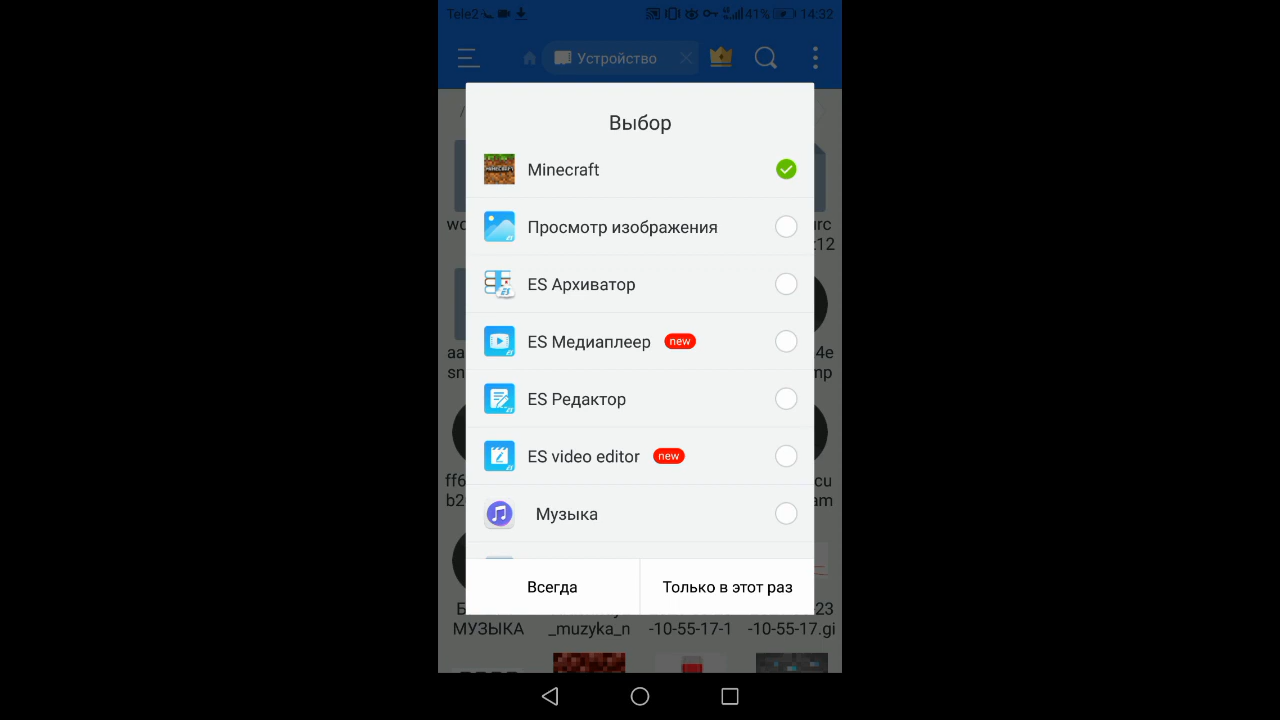 Tele2
41%
14:32
Устройство
/
Выбор
MINECRAFT
Minecraft
Просмотр изображения
ES Архиватор
ES Медиаплеер new
ES Редактор
ES video editor new
Музыка
Всегда
Только в этот раз
МУЗЫКА
_muzyka_n
-10-55-17-1
-10-55-17.gi